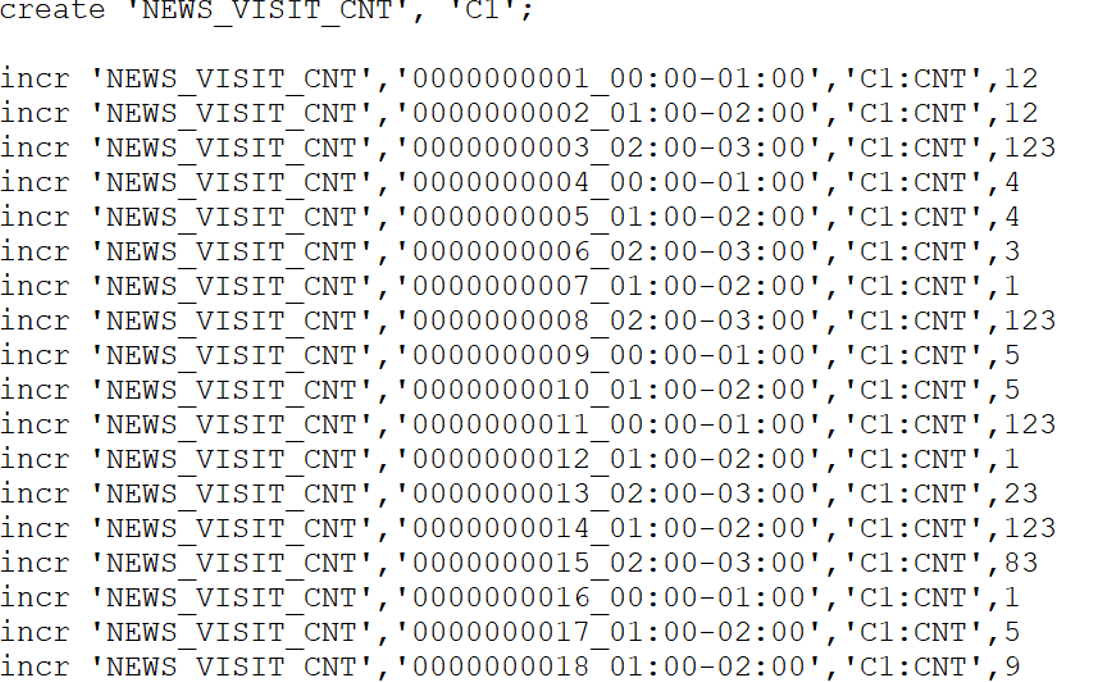 create 'NEWS_VISIT_CNT', 'C1';
incr 'NEWS_VISIT_CNT','0000000001_00:00-01:00','C1:CNT',12
incr 'NEWS_VISIT_CNT','0000000002_01:00-02:00','C1:CNT',12
incr 'NEWS_VISIT_CNT','0000000003_02:00-03:00','C1:CNT',123
incr 'NEWS_VISIT_CNT','0000000004_00:00-01:00','C1:CNT',4
incr 'NEWS_VISIT_CNT','0000000005_01:00-02:00','C1:CNT',4
incr 'NEWS_VISIT_CNT','0000000006_02:00-03:00','C1:CNT',3
incr 'NEWS_VISIT_CNT','0000000007_01:00-02:00','C1:CNT',1
incr 'NEWS_VISIT_CNT','0000000008_02:00-03:00','C1:CNT',123
incr 'NEWS_VISIT_CNT','0000000009_00:00-01:00','C1:CNT',5
incr 'NEWS_VISIT_CNT','0000000010_01:00-02:00','C1:CNT',5
incr 'NEWS_VISIT_CNT','0000000011_00:00-01:00','C1:CNT',123
incr 'NEWS_VISIT_CNT','0000000012_01:00-02:00','C1:CNT',1
incr 'NEWS_VISIT_CNT','0000000013_02:00-03:00','C1:CNT',23
incr 'NEWS_VISIT_CNT','0000000014_01:00-02:00','C1:CNT',123
incr 'NEWS_VISIT_CNT','0000000015_02:00-03:00','C1:CNT',83
incr 'NEWS_VISIT_CNT','0000000016_00:00-01:00','C1:CNT',1
incr 'NEWS_VISIT_CNT','0000000017_01:00-02:00','C1:CNT',5
incr 'NEWS_VISIT_CNT','0000000018_01:00-02:00','C1:CNT',9